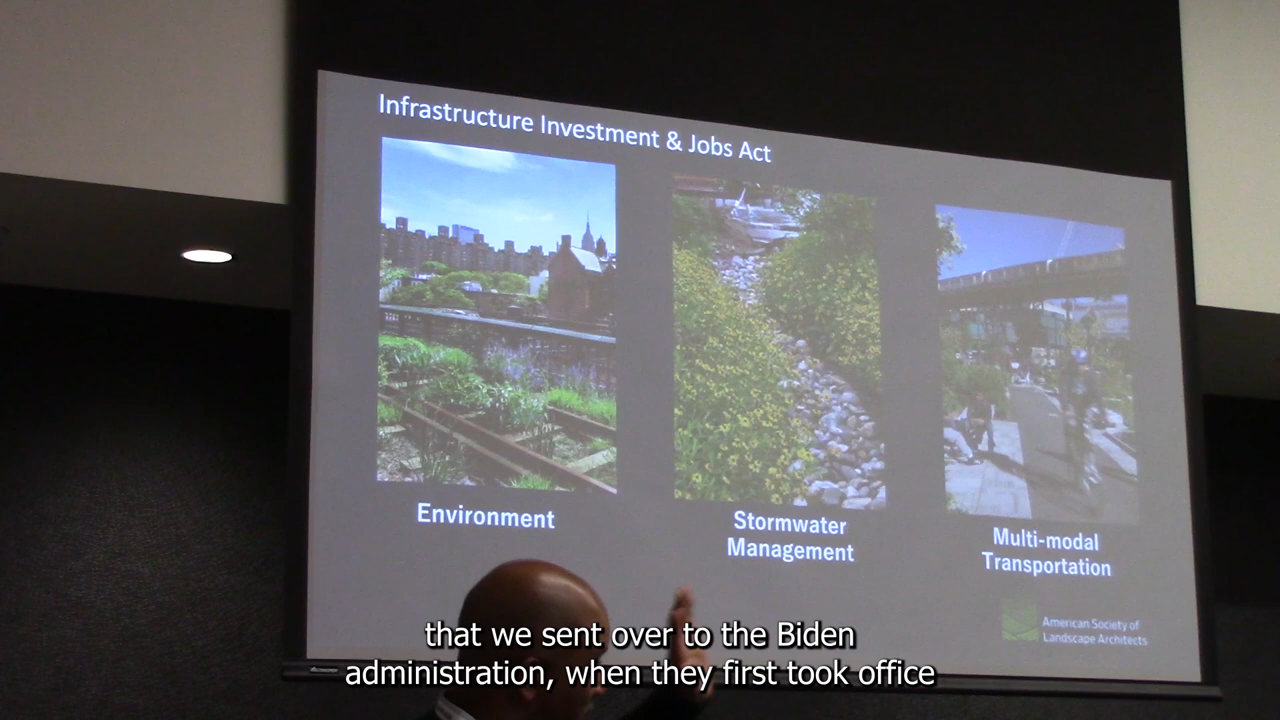 Infrastructure Investment & Jobs Act
Environment
Stormwater
Management
Multi-modal
Transportation
American Society of
Landscape Architects
that we sent over to the Biden
administration, when they first took office